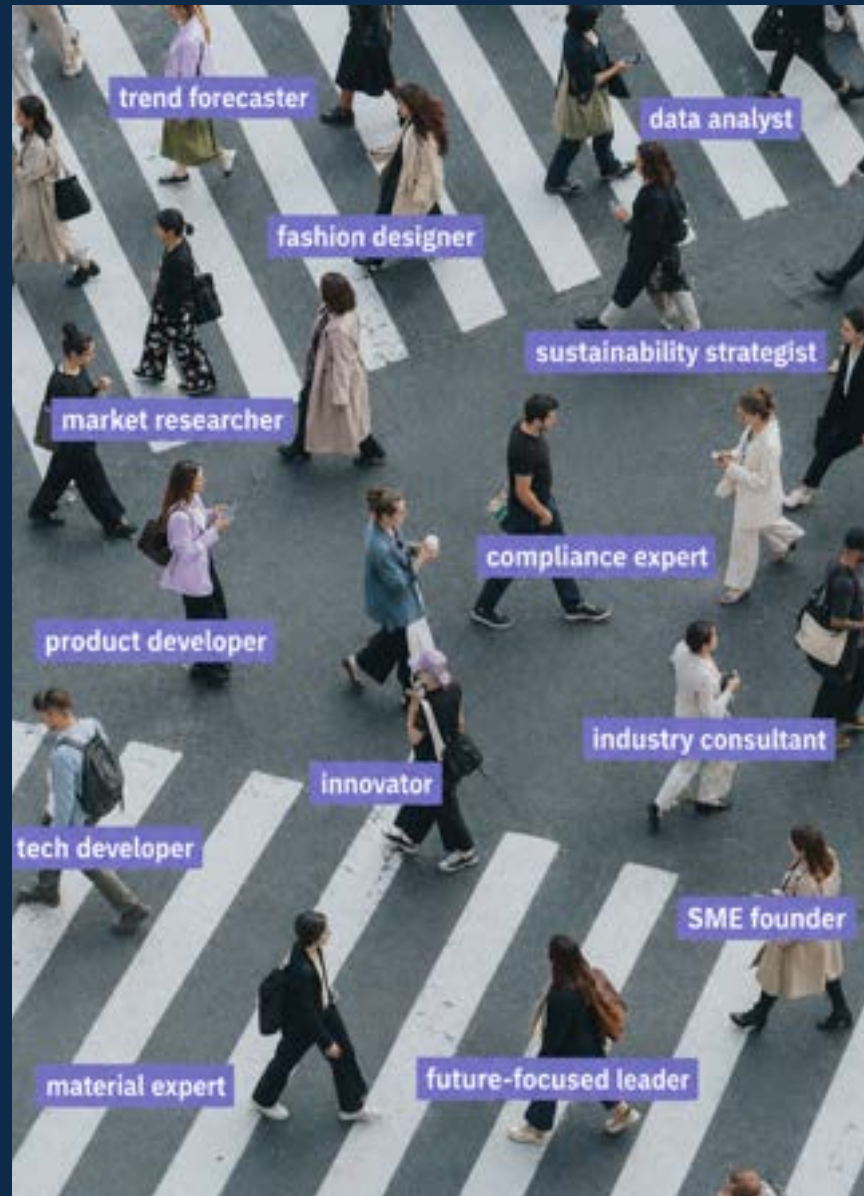 trend forecaster
data analyst
fashion designer
sustainability strategist
market researcher
compliance expert
product developer
industry consultant
innovator
tech developer
SME founder
material expert
future-focused leader